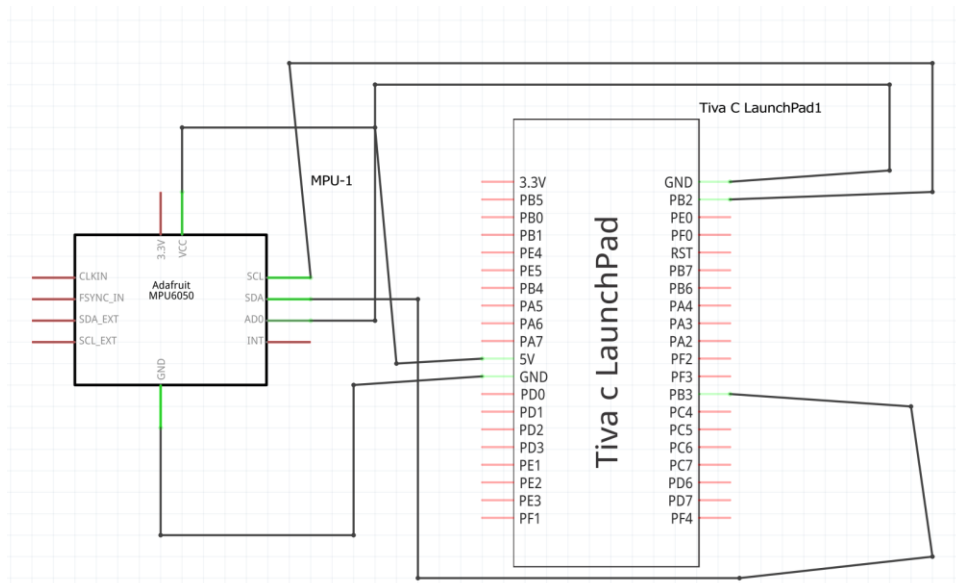 Tiva C LaunchPad1
MPU-1
3.3V
VCC
CLKIN
FSYNC_IN
SDA_EXT
SCL_EXT
Adafruit
MPU6050
SCL
SDA
AD0
INT
GND
3.3V
PB5
PB0
PB1
PE4
PE5
PB4
PA5
PA6
PA7
5V
GND
PD0
PD1
PD2
PD3
PE1
PE2
PE3
PF1
Tiva c LaunchPad
GND
PB2
PE0
PF0
RST
PB7
PB6
PA4
PA3
PA2
PF2
PF3
PB3
PC4
PC5
PC6
PC7
PD6
PD7
PF4